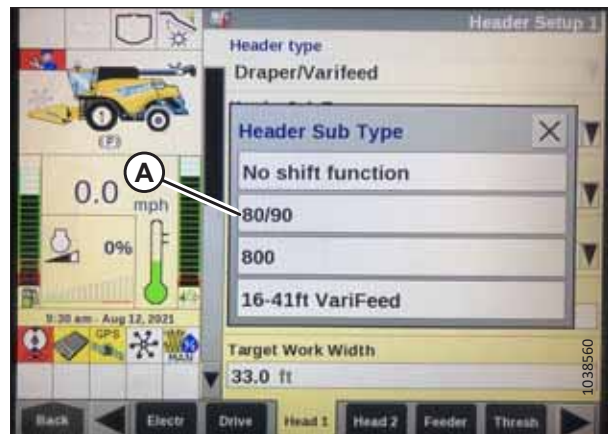 Header Setup 1
Header type
Draper/Varifeed
Header Sub Type
No shift function
80/90
800
16-41ft VariFeed
A
(F)
0.0 mph
0%
9:30 am - Aug 12, 2021
GPS
MAN
Target Work Width
33.0 ft
1038560
Back
Electr
Drive
Head 1
Head 2
Feeder
Thresh